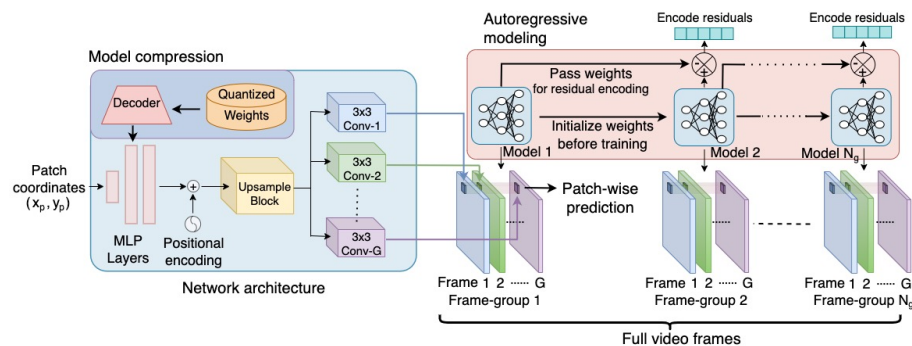 Model compression
Decoder
Quantized
Weights
Patch
coordinates
(xₚ, yₚ)
MLP
Layers
Positional
encoding
Upsample
Block
3x3
Conv-1
3x3
Conv-2
3x3
Conv-G
Network architecture
Autoregressive
modeling
Encode residuals
Encode residuals
Pass weights
for residual encoding
Initialize weights
before training
Model 1
Model 2
Model N_g
Patch-wise
prediction
Frame 1 2 ...... G
Frame-group 1
Frame 1 2 ...... G
Frame-group 2
Frame 1 2 ...... G
Frame-group N_g
Full video frames